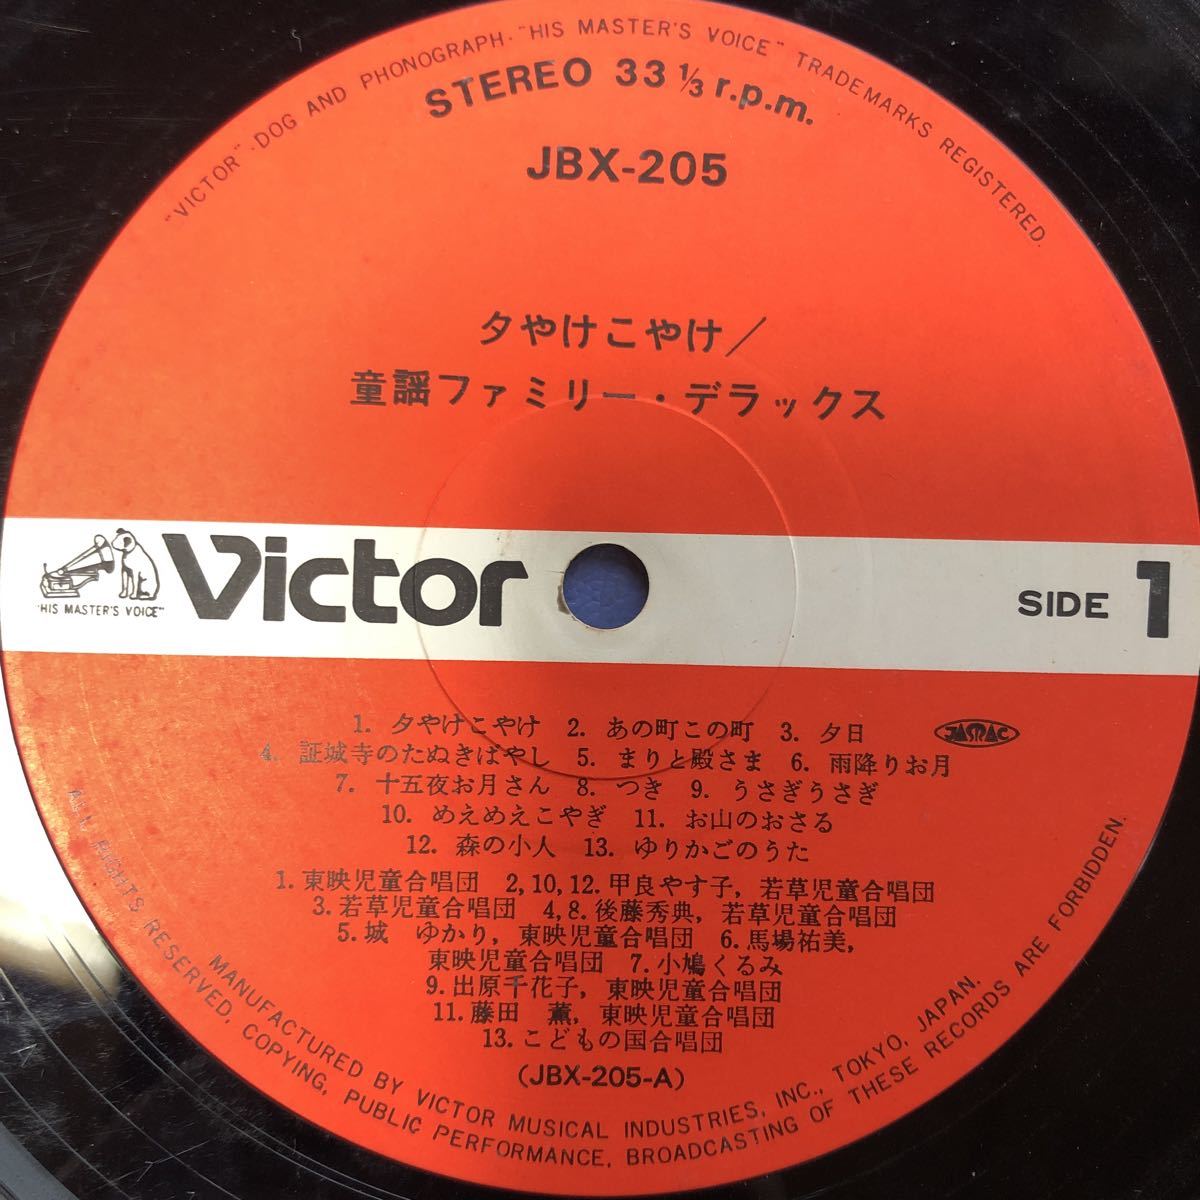 "VICTOR"・DOG AND PHONOGRAPH・"HIS MASTER'S VOICE" TRADEMARKS REGISTERED.
STEREO 33 1/3 r.p.m.
JBX-205
夕やけこやけ／
童謡ファミリー・デラックス
"HIS MASTER'S VOICE"
Victor
SIDE 1
1. 夕やけこやけ 2. あの町この町 3. 夕日
JASRAC
4. 証城寺のたぬきばやし 5. まりと殿さま 6. 雨降りお月
7. 十五夜お月さん 8. つき 9. うさぎうさぎ
10. めえめえこやぎ 11. お山のおさる
12. 森の小人 13. ゆりかごのうた
1. 東映児童合唱団 2,10,12. 甲良やす子, 若草児童合唱団
3. 若草児童合唱団 4,8. 後藤秀典, 若草児童合唱団
5. 城 ゆかり, 東映児童合唱団 6. 馬場祐美,
東映児童合唱団 7. 小鳩くるみ
9. 出原千花子, 東映児童合唱団
11. 藤田 薫, 東映児童合唱団
13. こどもの国合唱団
(JBX-205-A)
MANUFACTURED BY VICTOR MUSICAL INDUSTRIES, INC., TOKYO, JAPAN.
ALL RIGHTS RESERVED. COPYING, PUBLIC PERFORMANCE, BROADCASTING OF THESE RECORDS ARE FORBIDDEN.